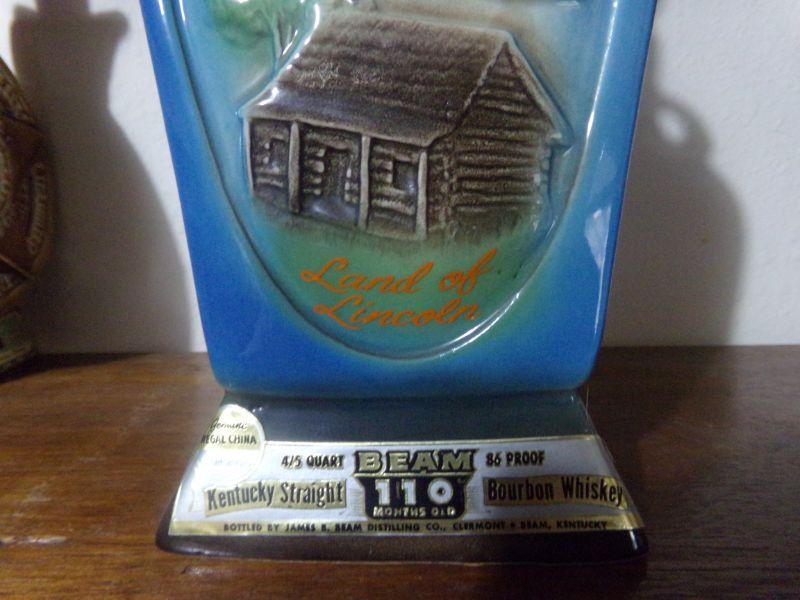 Land of
Lincoln
Genuine
REGAL CHINA
4/5 QUART BEAM 86 PROOF
Kentucky Straight 110 Bourbon Whiskey
MONTHS OLD
BOTTLED BY JAMES B. BEAM DISTILLING CO., CLERMONT • BEAM, KENTUCKY